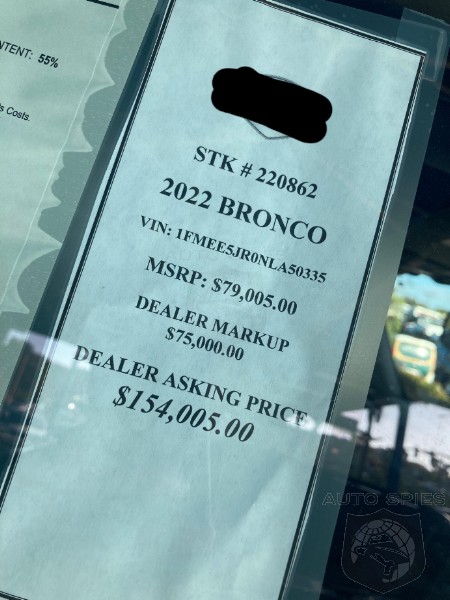 NTENT: 55%
s Costs.
STK # 220862
2022 BRONCO
VIN: 1FMEE5JR0NLA50335
MSRP: $79,005.00
DEALER MARKUP
$75,000.00
DEALER ASKING PRICE
$154,005.00
AUTO SPIES